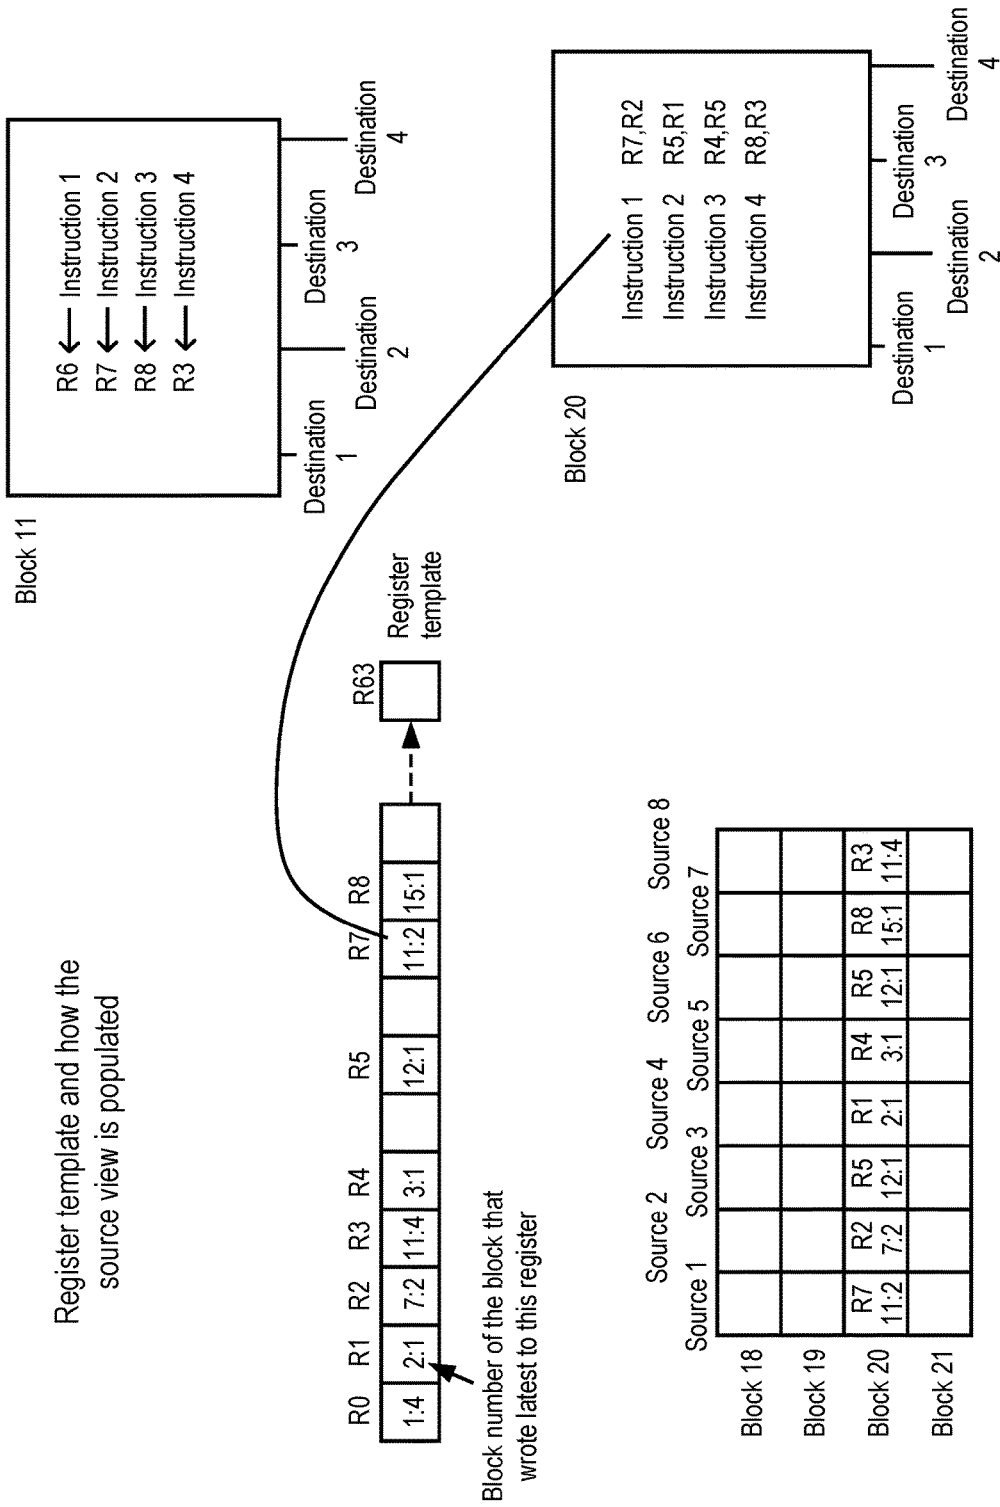 Register template and how the
source view is populated
R0 R1 R2 R3 R4 R5 R7 R8 R63
1:4 2:1 7:2 11:4 3:1 12:1 11:2 15:1
Register
template
Block number of the block that
wrote latest to this register
Block 11
R6 Instruction 1
R7 Instruction 2
R8 Instruction 3
R3 Instruction 4
Destination
1
Destination
2
Destination
3
Destination
4
Block 20
Instruction 1 R7,R2
Instruction 2 R5,R1
Instruction 3 R4,R5
Instruction 4 R8,R3
Destination
1
Destination
2
Destination
3
Destination
4
Source 2 Source 4 Source 6 Source 8
Source 1 Source 3 Source 5 Source 7
Block 18
Block 19
Block 20
R7 R2 R5 R1 R4 R5 R8 R3
11:2 7:2 12:1 2:1 3:1 12:1 15:1 11:4
Block 21